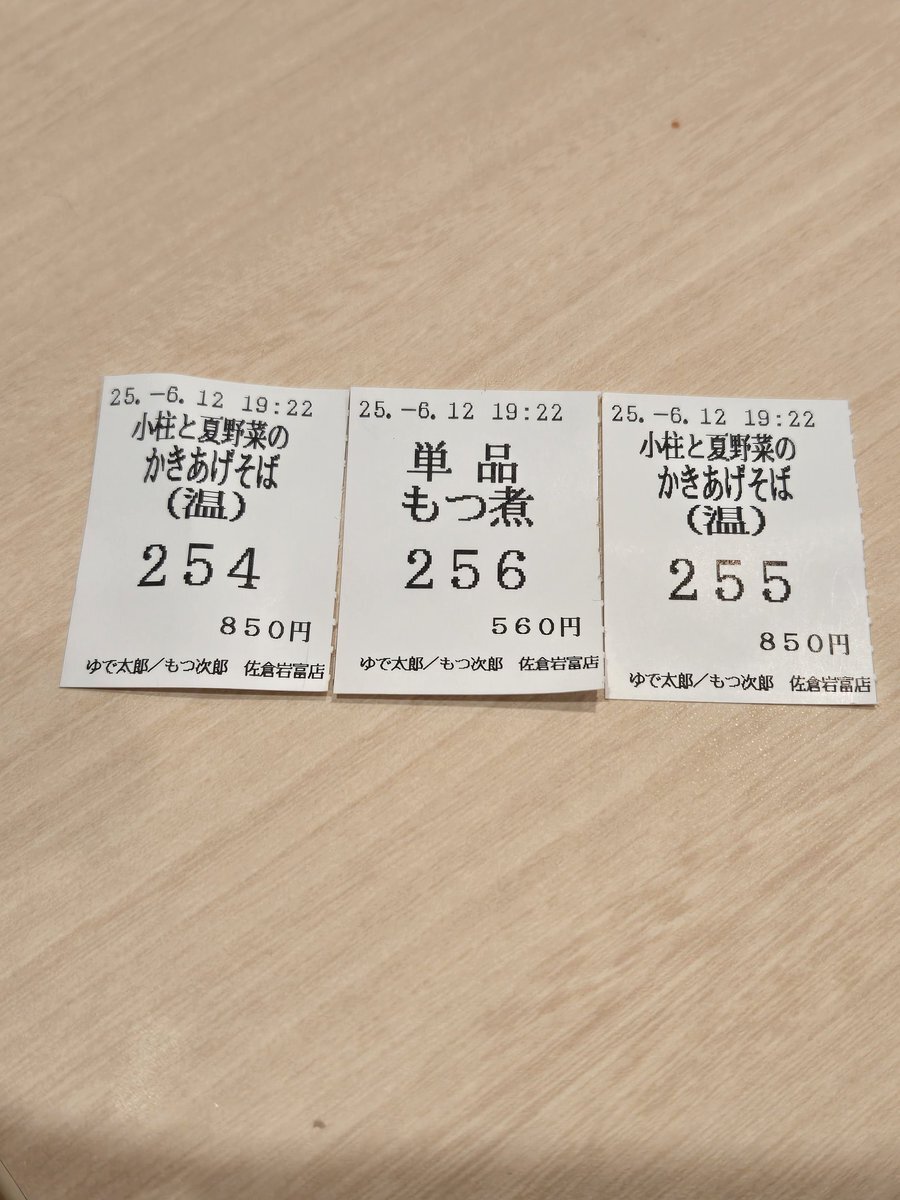 25.-6.12 19:22
小柱と夏野菜の
かきあげそば
(温)
254
850円
ゆで太郎/もつ次郎 佐倉岩富店
25.-6.12 19:22
単品
もつ煮
256
560円
ゆで太郎/もつ次郎 佐倉岩富店
25.-6.12 19:22
小柱と夏野菜の
かきあげそば
(温)
255
850円
ゆで太郎/もつ次郎 佐倉岩富店